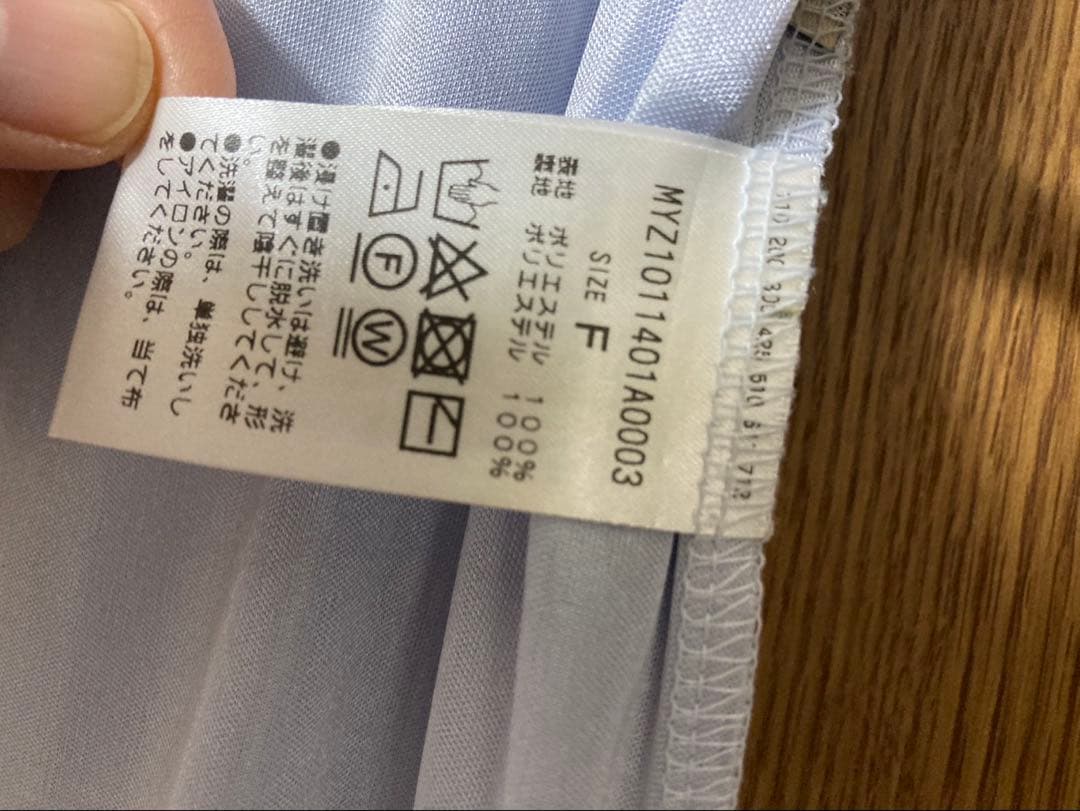 MYZ1011401A0003
SIZE F
表地 ポリエステル 100%
裏地 ポリエステル 100%
F W
●浸け置き洗いは避け、洗
濯後はすぐに脱水して、形
を整えて陰干ししてくださ
い。
●洗濯の際は、単独洗いし
てください。
●アイロンの際は、当て布
をしてください。